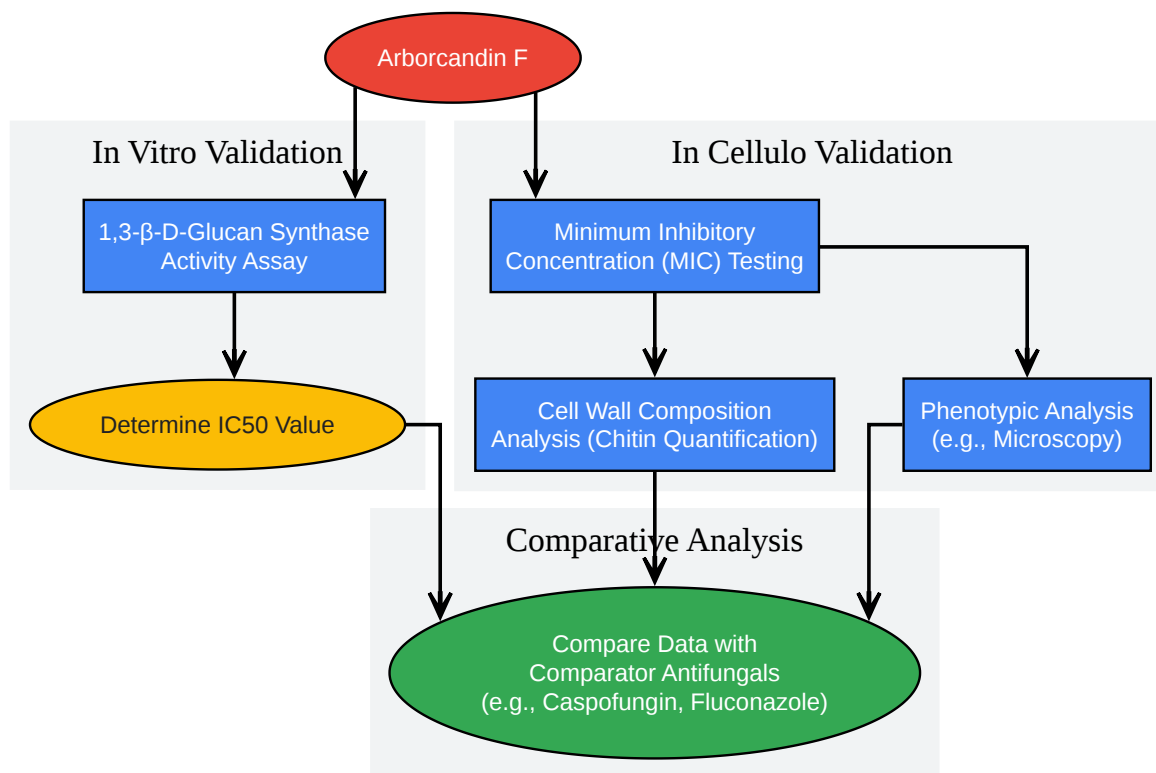 Arborcandin F
In Vitro Validation
In Cellulo Validation
1,3-β-D-Glucan Synthase
Activity Assay
Minimum Inhibitory
Concentration (MIC) Testing
Determine IC50 Value
Cell Wall Composition
Analysis (Chitin Quantification)
Phenotypic Analysis
(e.g., Microscopy)
Comparative Analysis
Compare Data with
Comparator Antifungals
(e.g., Caspofungin, Fluconazole)